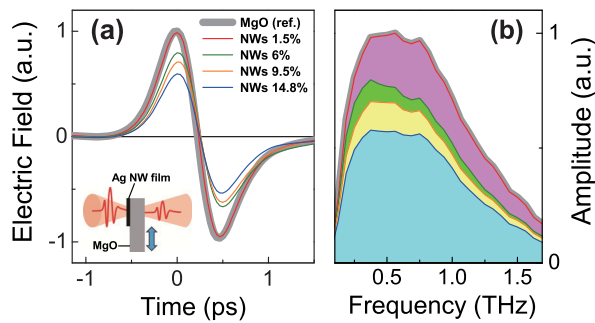 (a)
MgO (ref.)
NWs 1.5%
NWs 6%
NWs 9.5%
NWs 14.8%
Ag NW film
MgO
Electric Field (a.u.)
1
0
-1
-1
0
1
Time (ps)
(b)
1
0
Amplitude (a.u.)
0.5
1.0
1.5
Frequency (THz)